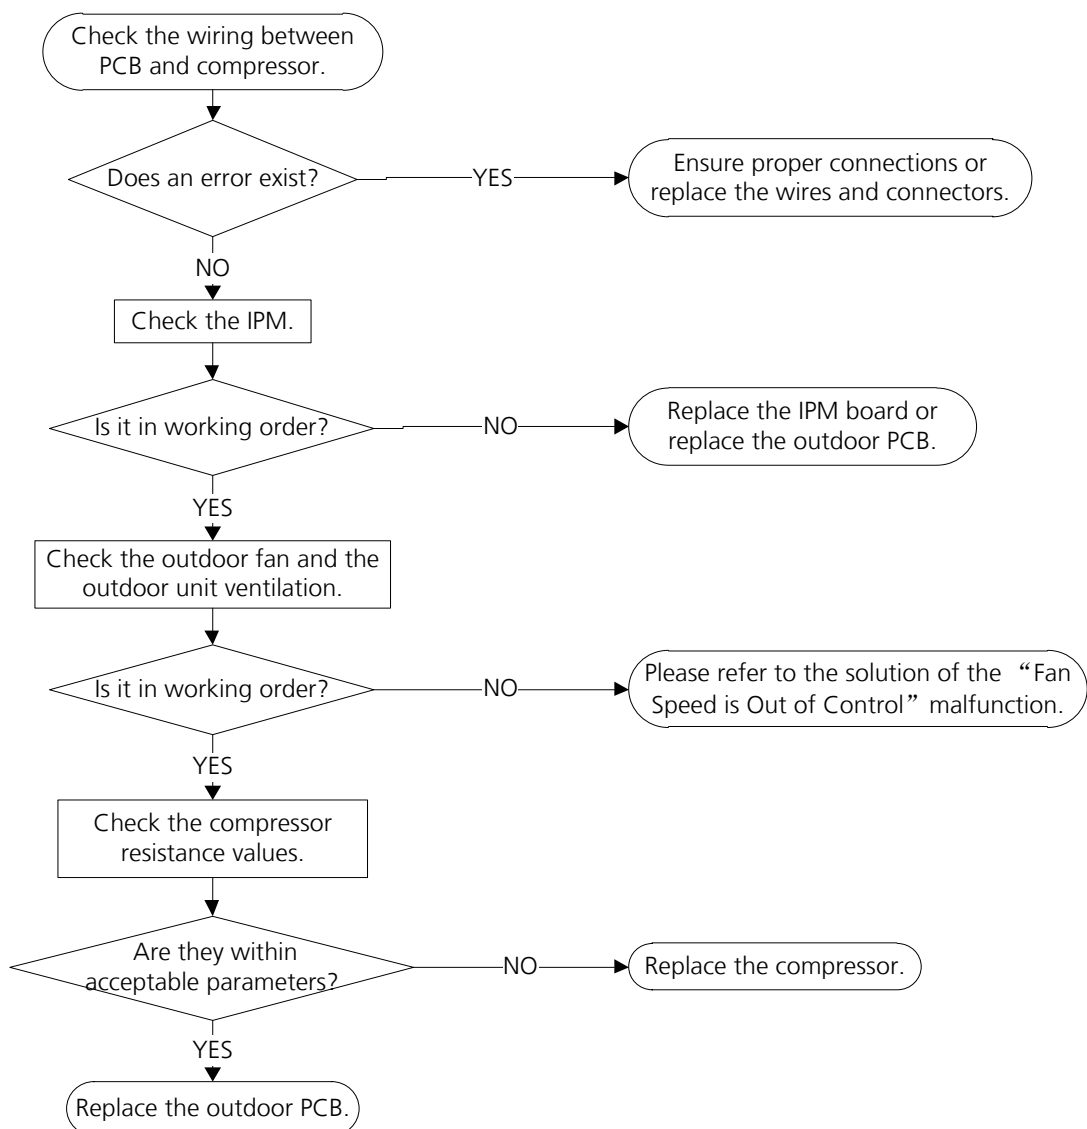 Check the wiring between
PCB and compressor.
Does an error exist?
YES
Ensure proper connections or
replace the wires and connectors.
NO
Check the IPM.
Is it in working order?
NO
Replace the IPM board or
replace the outdoor PCB.
YES
Check the outdoor fan and the
outdoor unit ventilation.
Is it in working order?
NO
Please refer to the solution of the “Fan
Speed is Out of Control” malfunction.
YES
Check the compressor
resistance values.
Are they within
acceptable parameters?
NO
Replace the compressor.
YES
Replace the outdoor PCB.